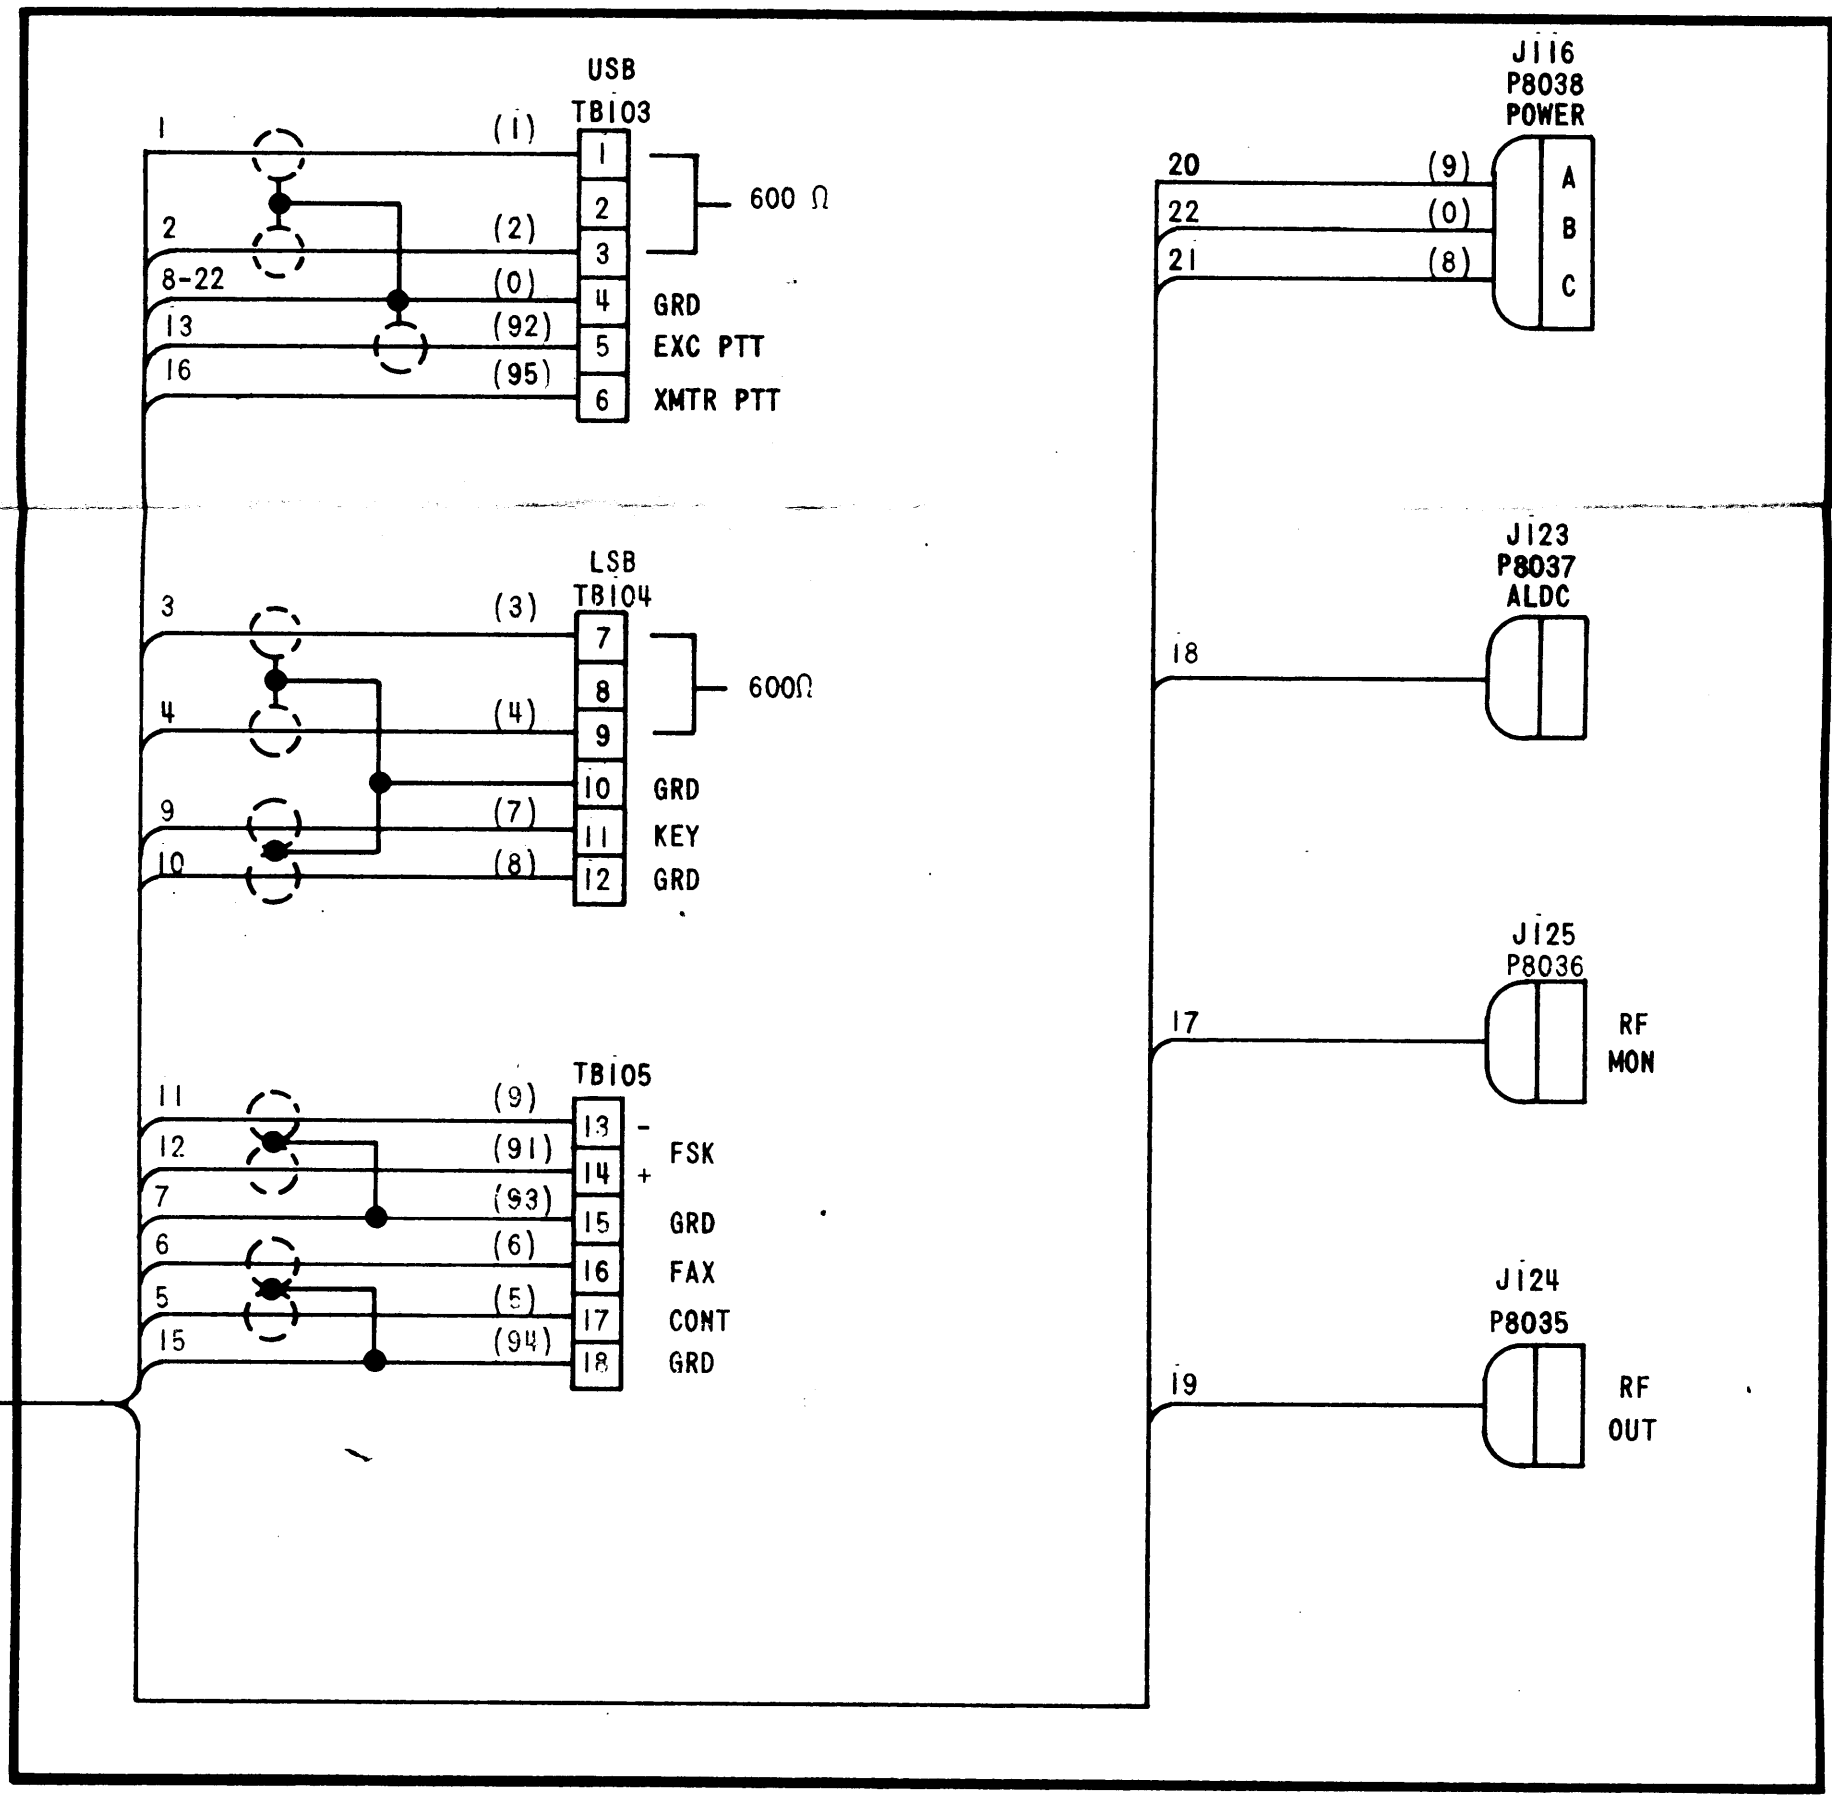 USB
TB103
1 (1) 1
2
600 Ω
2 (2) 3
8-22 (0) 4 GRD
13 (92) 5 EXC PTT
16 (95) 6 XMTR PTT
LSB
TB104
3 (3) 7
8
600Ω
4 (4) 9
10 GRD
9 (7) 11 KEY
10 (8) 12 GRD
TB105
11 (9) 13 -
FSK
12 (91) 14 +
7 (93) 15 GRD
6 (6) 16 FAX
5 (5) 17 CONT
15 (94) 18 GRD
J116
P8038
POWER
20 (9) A
22 (0) B
21 (8) C
J123
P8037
ALDC
18
J125
P8036
17
RF
MON
J124
P8035
19
RF
OUT